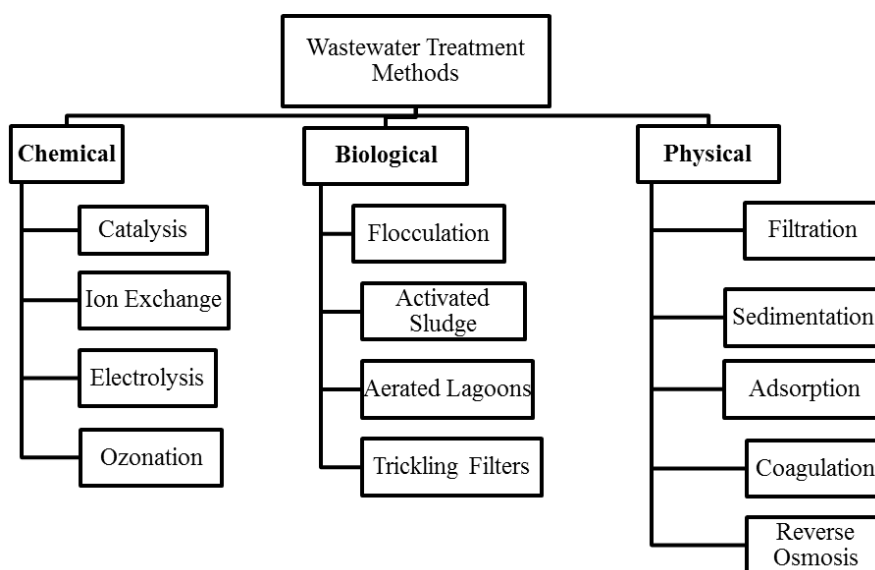 Wastewater Treatment
Methods
Chemical
Catalysis
Ion Exchange
Electrolysis
Ozonation
Biological
Flocculation
Activated
Sludge
Aerated Lagoons
Trickling Filters
Physical
Filtration
Sedimentation
Adsorption
Coagulation
Reverse
Osmosis